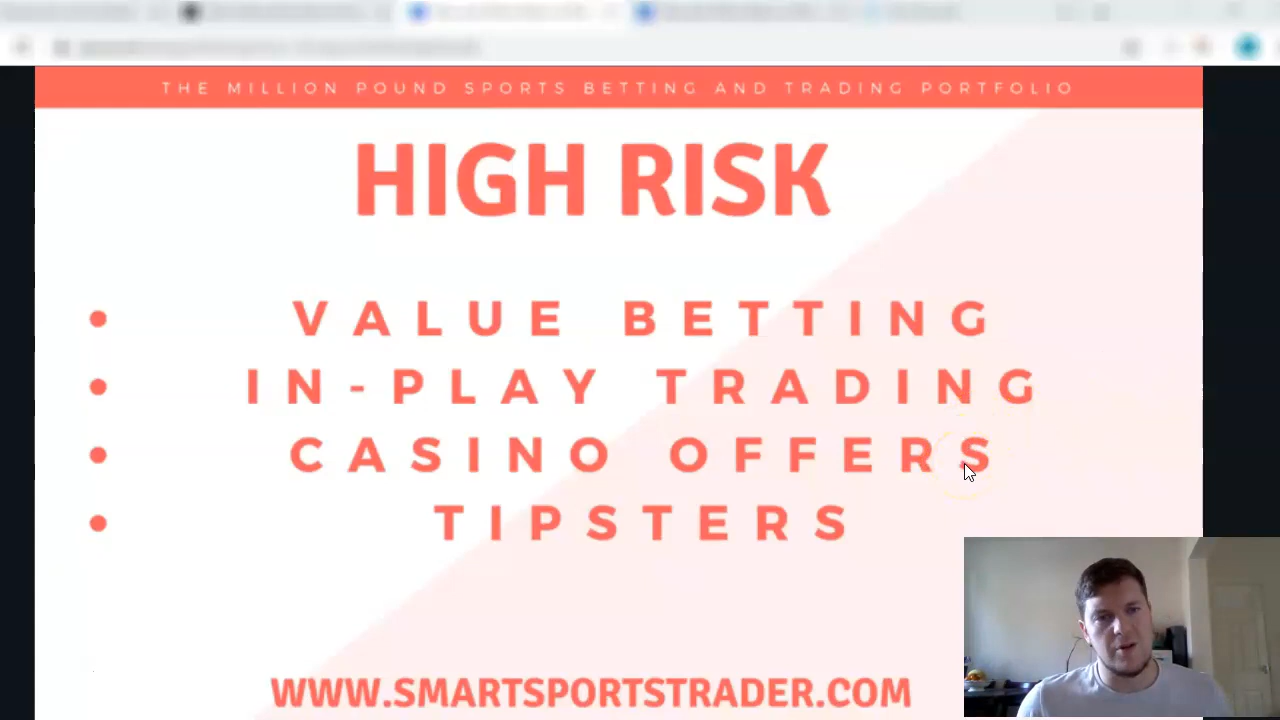 THE MILLION POUND SPORTS BETTING AND TRADING PORTFOLIO
HIGH RISK
VALUE BETTING
IN-PLAY TRADING
CASINO OFFERS
TIPSTERS
WWW.SMARTSPORTSTRADER.COM